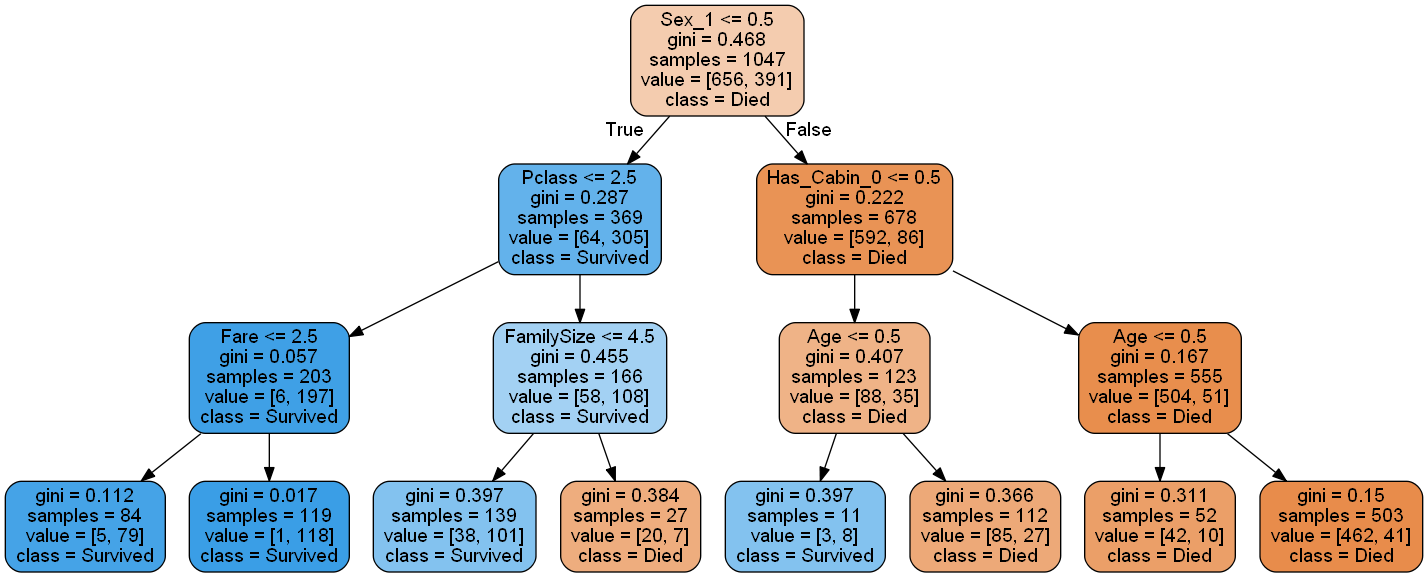 Sex_1 <= 0.5
gini = 0.468
samples = 1047
value = [656, 391]
class = Died
True
False
Pclass <= 2.5
gini = 0.287
samples = 369
value = [64, 305]
class = Survived
Has_Cabin_0 <= 0.5
gini = 0.222
samples = 678
value = [592, 86]
class = Died
Fare <= 2.5
gini = 0.057
samples = 203
value = [6, 197]
class = Survived
FamilySize <= 4.5
gini = 0.455
samples = 166
value = [58, 108]
class = Survived
Age <= 0.5
gini = 0.407
samples = 123
value = [88, 35]
class = Died
Age <= 0.5
gini = 0.167
samples = 555
value = [504, 51]
class = Died
gini = 0.112
samples = 84
value = [5, 79]
class = Survived
gini = 0.017
samples = 119
value = [1, 118]
class = Survived
gini = 0.397
samples = 139
value = [38, 101]
class = Survived
gini = 0.384
samples = 27
value = [20, 7]
class = Died
gini = 0.397
samples = 11
value = [3, 8]
class = Survived
gini = 0.366
samples = 112
value = [85, 27]
class = Died
gini = 0.311
samples = 52
value = [42, 10]
class = Died
gini = 0.15
samples = 503
value = [462, 41]
class = Died